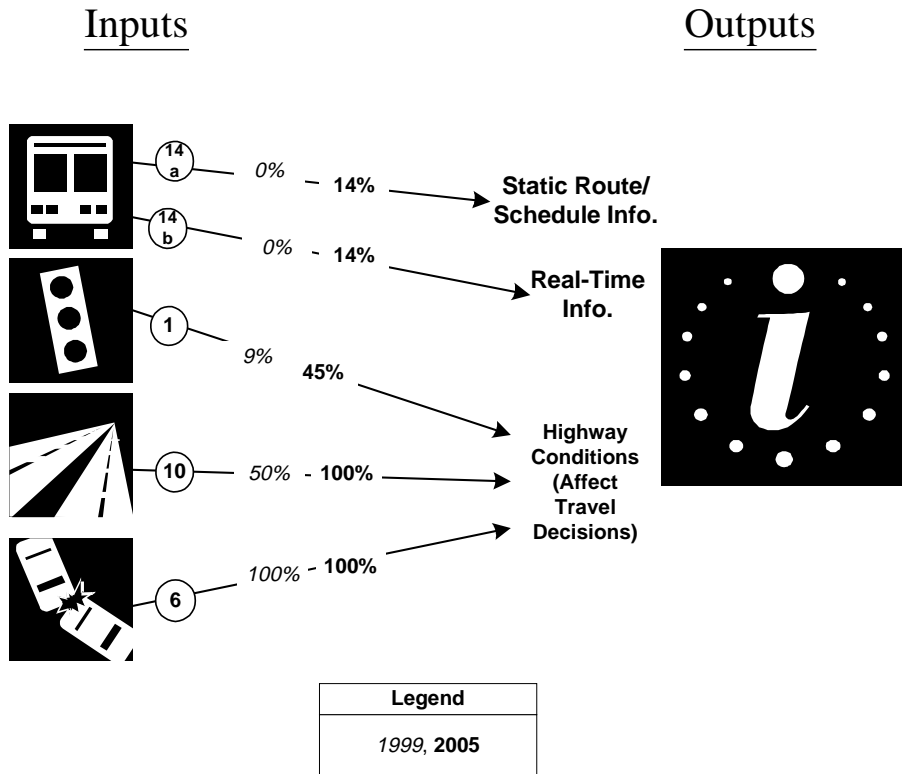 Inputs
Outputs
14
a
0%
14%
Static Route/
Schedule Info.
14
b
0%
14%
Real-Time
Info.
1
9%
45%
Highway
Conditions
(Affect
Travel
Decisions)
10
50%
100%
6
100%
100%
i
Legend
1999, 2005